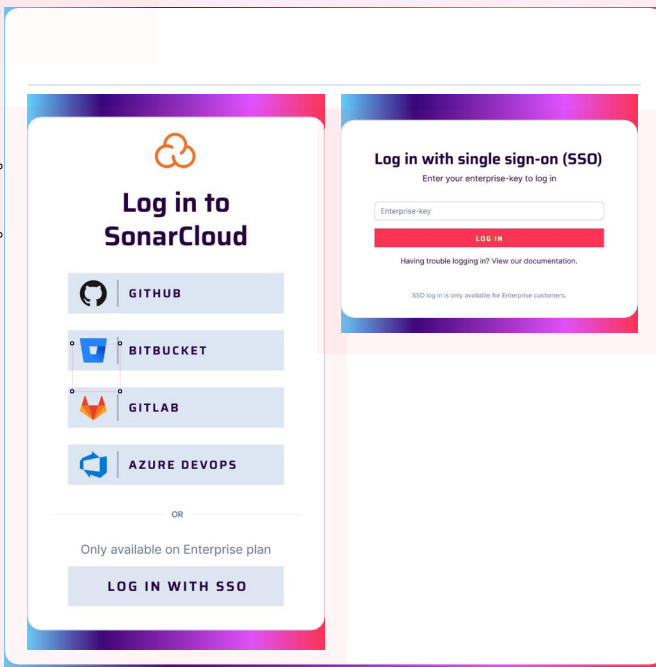 Log in to
SonarCloud
GITHUB
BITBUCKET
GITLAB
AZURE DEVOPS
OR
Only available on Enterprise plan
LOG IN WITH SSO
Log in with single sign-on (SSO)
Enter your enterprise-key to log in
Enterprise-key
LOG IN
Having trouble logging in? View our documentation.
SSO log in is only available for Enterprise customers.